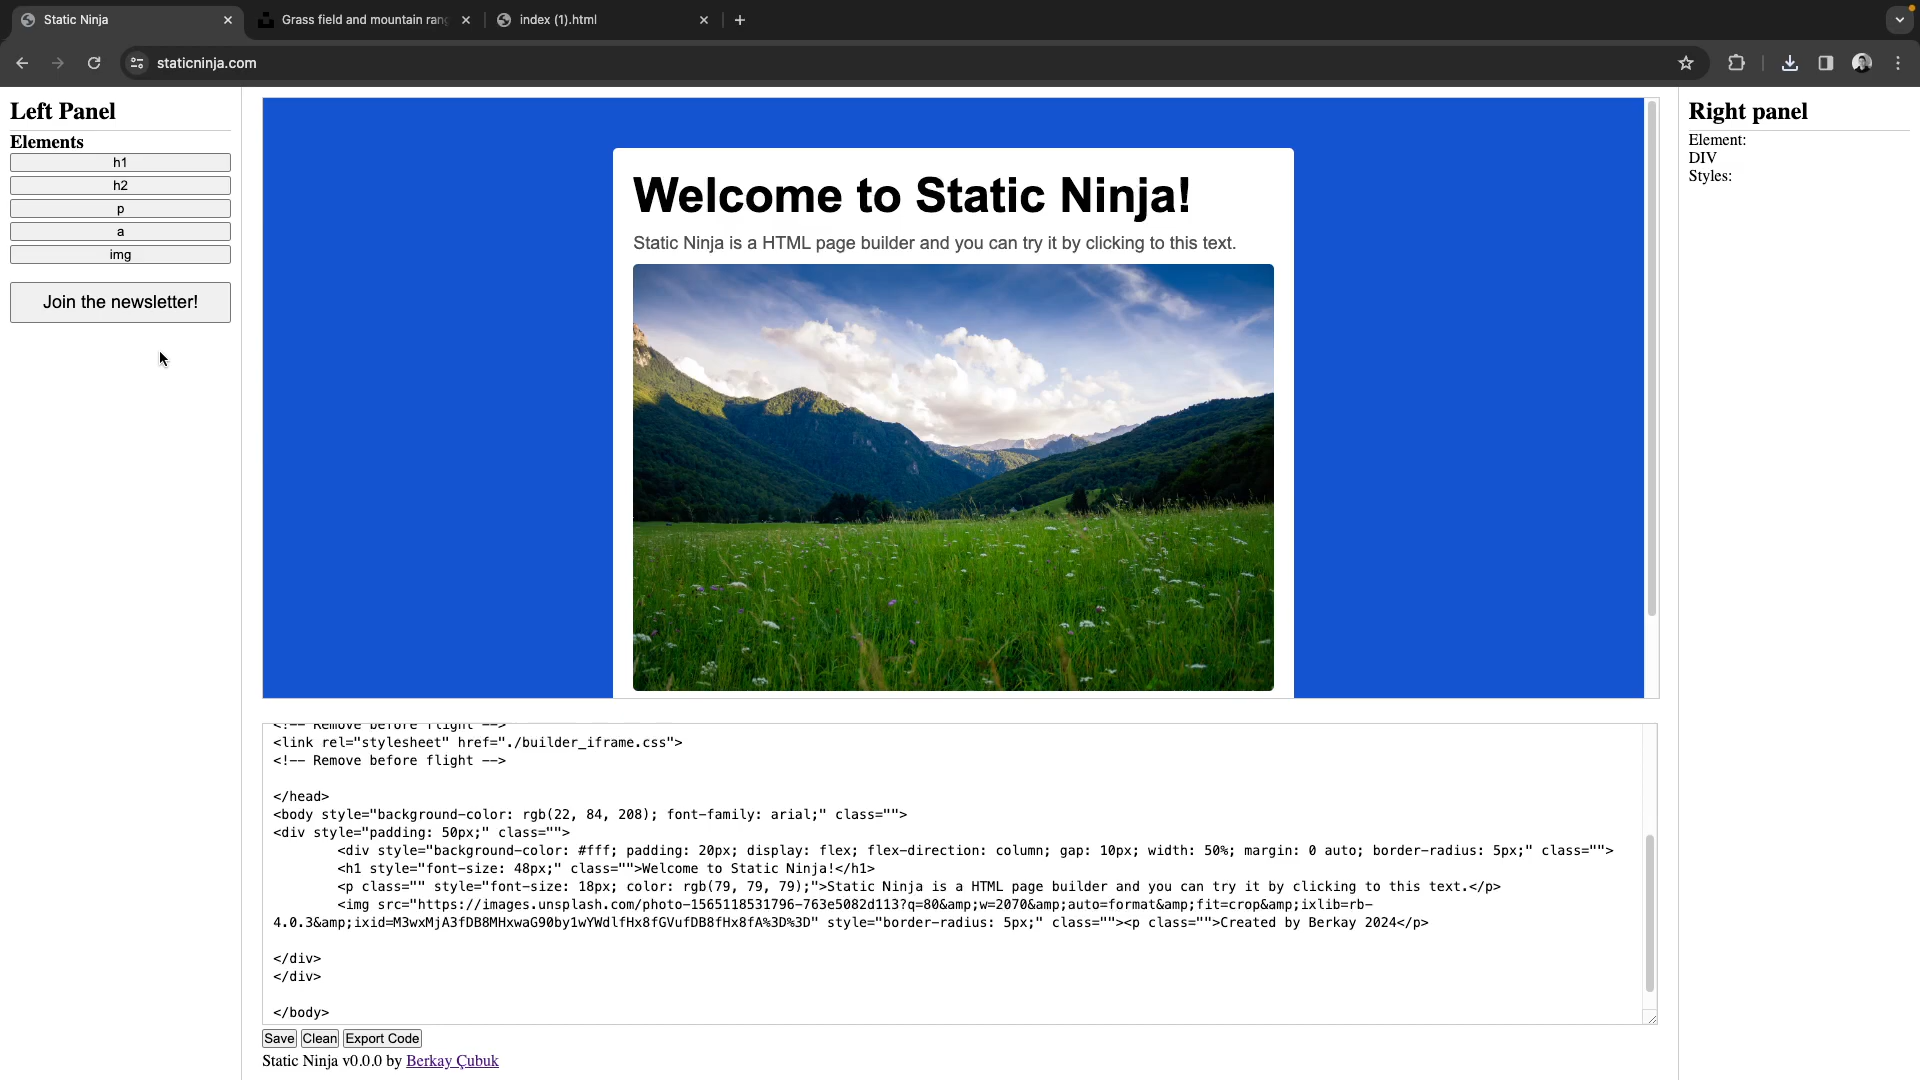 Static Ninja
Grass field and mountain rang
index (1).html
staticninja.com
Left Panel
Elements
h1
h2
p
a
img
Join the newsletter!
Welcome to Static Ninja!
Static Ninja is a HTML page builder and you can try it by clicking to this text.
<!-- Remove before flight -->
<link rel="stylesheet" href="./builder_iframe.css">
<!-- Remove before flight -->
</head>
<body style="background-color: rgb(22, 84, 208); font-family: arial;" class="">
<div style="padding: 50px;" class="">
<div style="background-color: #fff; padding: 20px; display: flex; flex-direction: column; gap: 10px; width: 50%; margin: 0 auto; border-radius: 5px;" class="">
<h1 style="font-size: 48px;" class="">Welcome to Static Ninja!</h1>
<p class="" style="font-size: 18px; color: rgb(79, 79, 79);">Static Ninja is a HTML page builder and you can try it by clicking to this text.</p>
<img src="https://images.unsplash.com/photo-1565118531796-763e5082d113?q=80&amp;w=2070&amp;auto=format&amp;fit=crop&amp;ixlib=rb-
4.0.3&amp;ixid=M3wxMjA3fDB8MHxwaG90by1wYWdlfHx8fGVufDB8fHx8fA%3D%3D" style="border-radius: 5px;" class=""><p class="">Created by Berkay 2024</p>
</div>
</div>
</body>
Save Clean Export Code
Static Ninja v0.0.0 by Berkay Çubuk
Right panel
Element:
DIV
Styles: